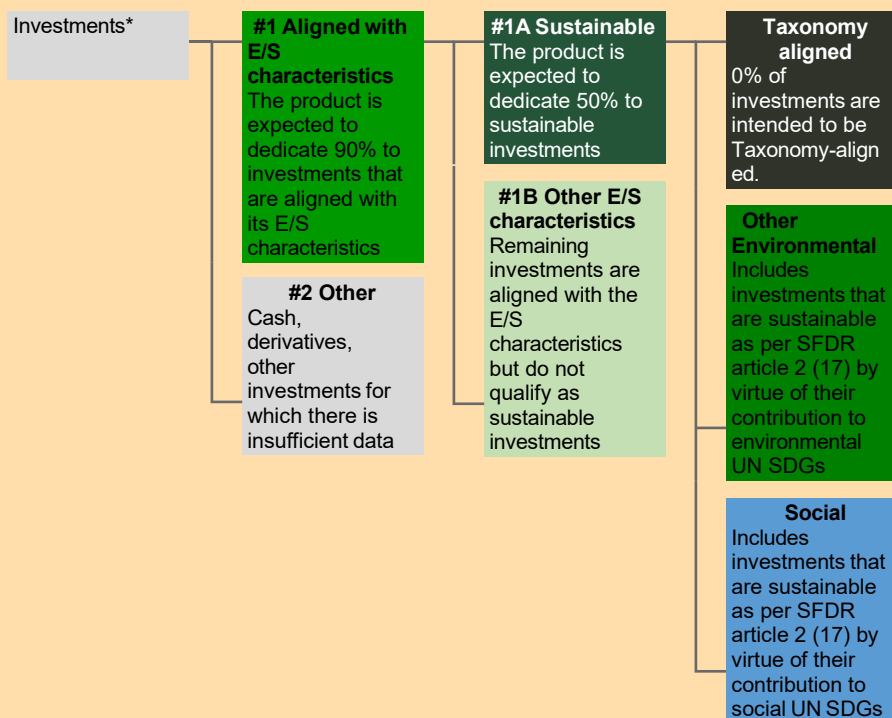 Investments*
#1 Aligned with
E/S
characteristics
The product is
expected to
dedicate 90% to
investments that
are aligned with
its E/S
characteristics
#2 Other
Cash,
derivatives,
other
investments for
which there is
insufficient data
#1A Sustainable
The product is
expected to
dedicate 50% to
sustainable
investments
#1B Other E/S
characteristics
Remaining
investments are
aligned with the
E/S
characteristics
but do not
qualify as
sustainable
investments
Taxonomy
aligned
0% of
investments are
intended to be
Taxonomy-align
ed.
Other
Environmental
Includes
investments that
are sustainable
as per SFDR
article 2 (17) by
virtue of their
contribution to
environmental
UN SDGs
Social
Includes
investments that
are sustainable
as per SFDR
article 2 (17) by
virtue of their
contribution to
social UN SDGs